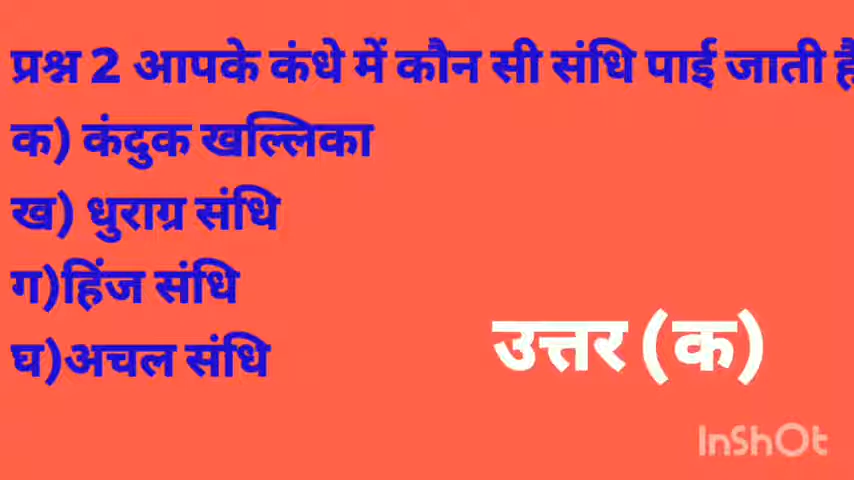 प्रश्न 2 आपके कंधे में कौन सी संधि पाई जाती है
क) कंदुक खल्लिका
ख) धुराग्र संधि
ग)हिंज संधि
घ)अचल संधि
उत्तर (क)
InShOt